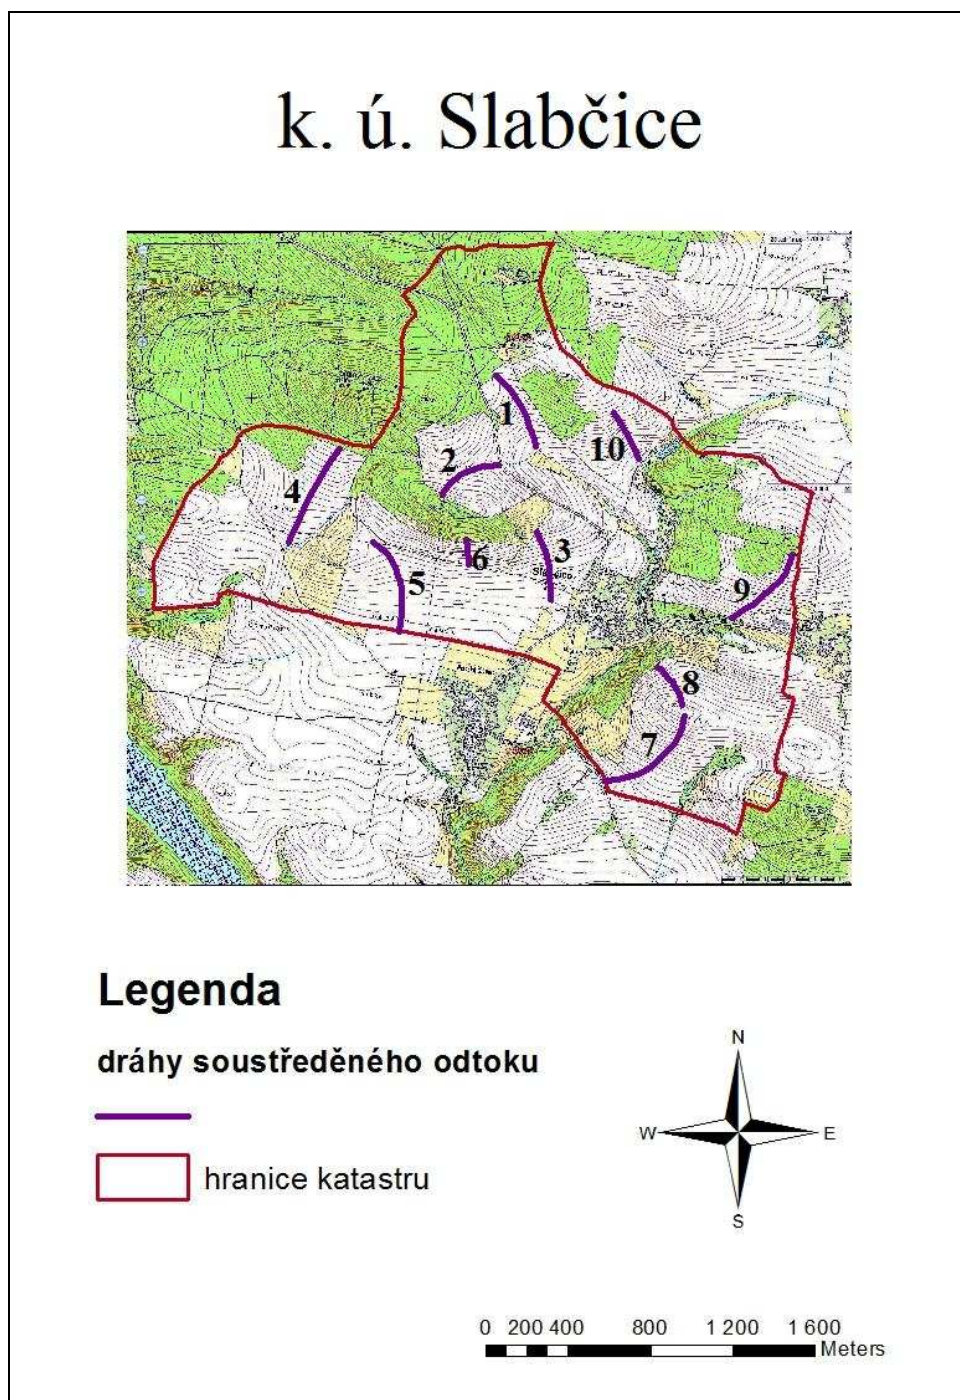 k. ú. Slabčice
1
10
2
4
3
6
5
9
8
7
Legenda
dráhy soustředěného odtoku
hranice katastru
N
W
E
S
0 200 400 800 1 200 1 600
Meters